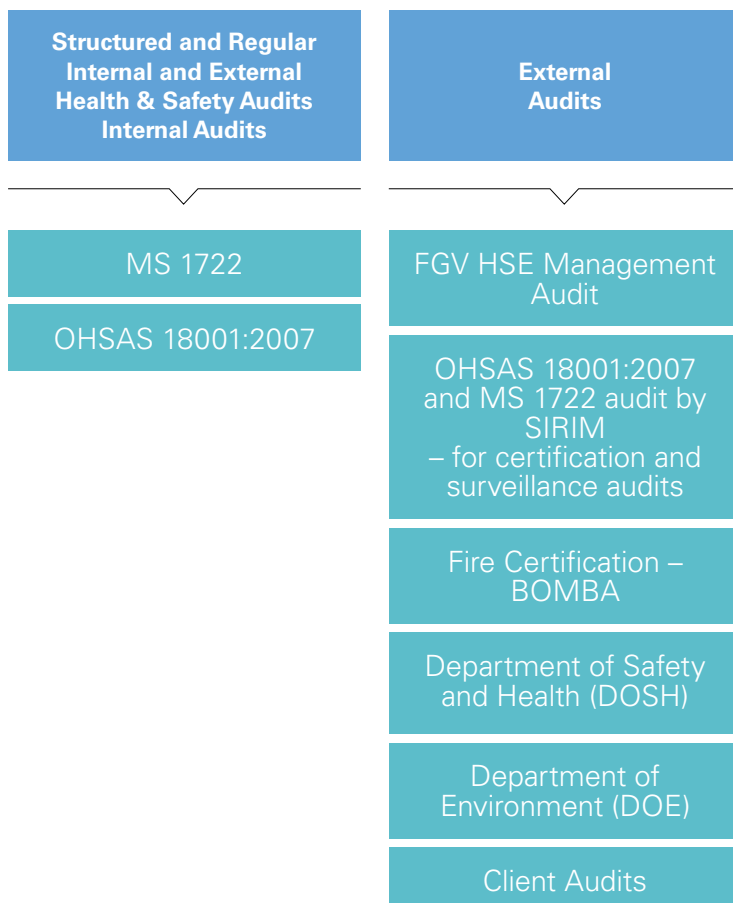 Structured and Regular
Internal and External
Health & Safety Audits
Internal Audits
MS 1722
OHSAS 18001:2007
External
Audits
FGV HSE Management
Audit
OHSAS 18001:2007
and MS 1722 audit by
SIRIM
– for certification and
surveillance audits
Fire Certification –
BOMBA
Department of Safety
and Health (DOSH)
Department of
Environment (DOE)
Client Audits